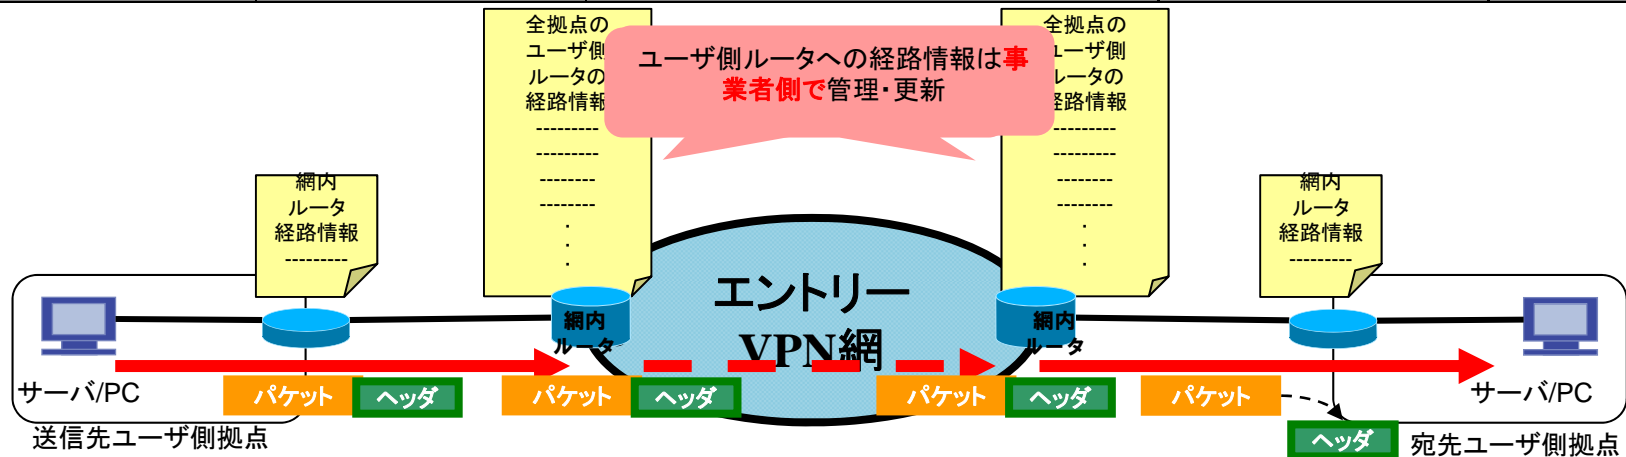 全拠点の
ユーザ側
ルータの
経路情報
---------
---------
--------
--------
.
.
.
ユーザ側ルータへの経路情報は事
業者側で管理・更新
全拠点の
ユーザ側
ルータの
経路情報
---------
---------
--------
--------
.
.
.
網内
ルータ
経路情報
---------
網内
ルータ
経路情報
---------
エントリー
VPN網
網内
ルータ
網内
ルータ
サーバ/PC
パケット
ヘッダ
パケット
ヘッダ
パケット
ヘッダ
パケット
サーバ/PC
送信先ユーザ側拠点
ヘッダ
宛先ユーザ側拠点